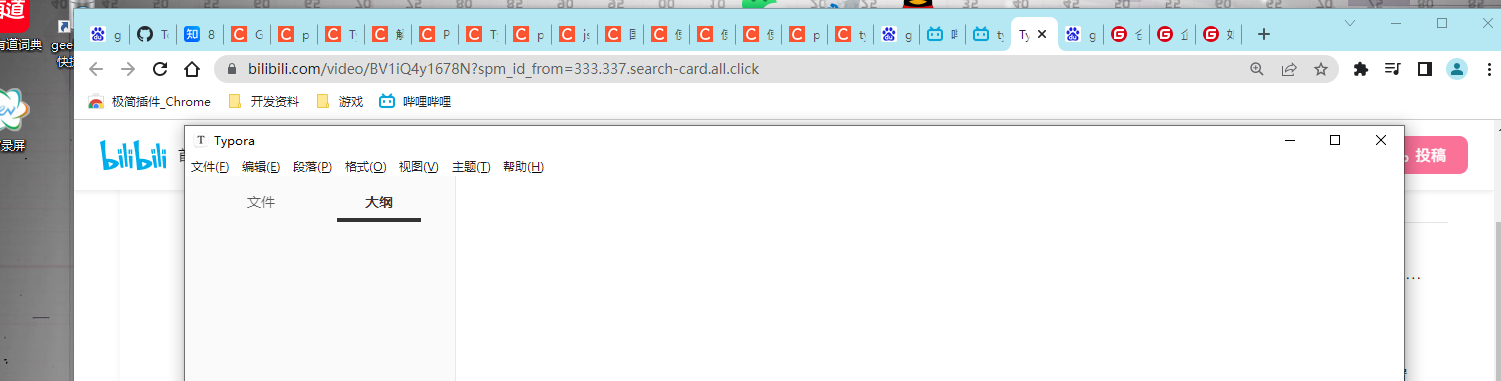 有道词典
gee
快捷
录屏
g
T
8
C
p
T
解
P
T
p
js
p
ty
g
ty
Ty
g
bilibili.com/video/BV1iQ4y1678N?spm_id_from=333.337.search-card.all.click
极简插件_Chrome 开发资料 游戏 哔哩哔哩
bilibili
投稿
T Typora
文件(F) 编辑(E) 段落(P) 格式(O) 视图(V) 主题(T) 帮助(H)
文件 大纲